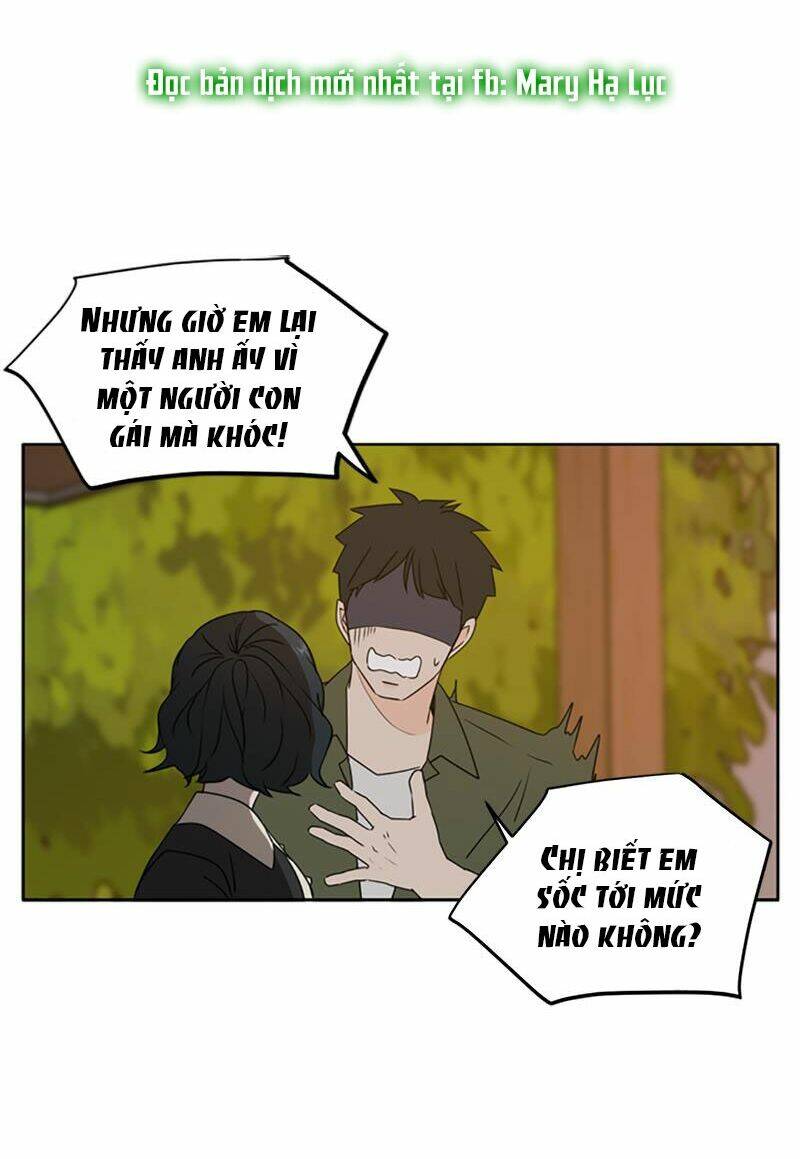 Đọc bản dịch mới nhất tại fb: Mary Hạ Lục
NHƯNG GIỜ EM LẠI
THẤY ANH ẤY VÌ
MỘT NGƯỜI CON
GÁI MÀ KHÓC!
CHỊ BIẾT EM
SỐC TỚI MỨC
NÀO KHÔNG?